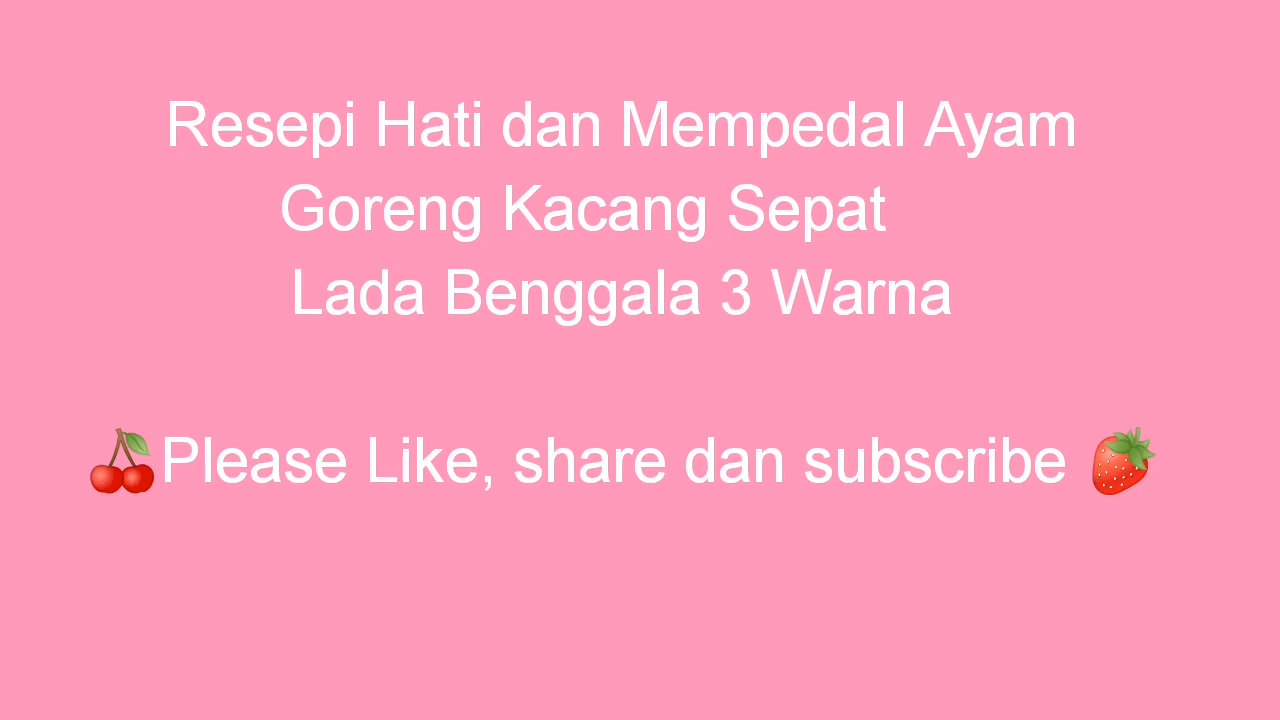 Resepi Hati dan Mempedal Ayam
Goreng Kacang Sepat
Lada Benggala 3 Warna
🍒Please Like, share dan subscribe 🍓